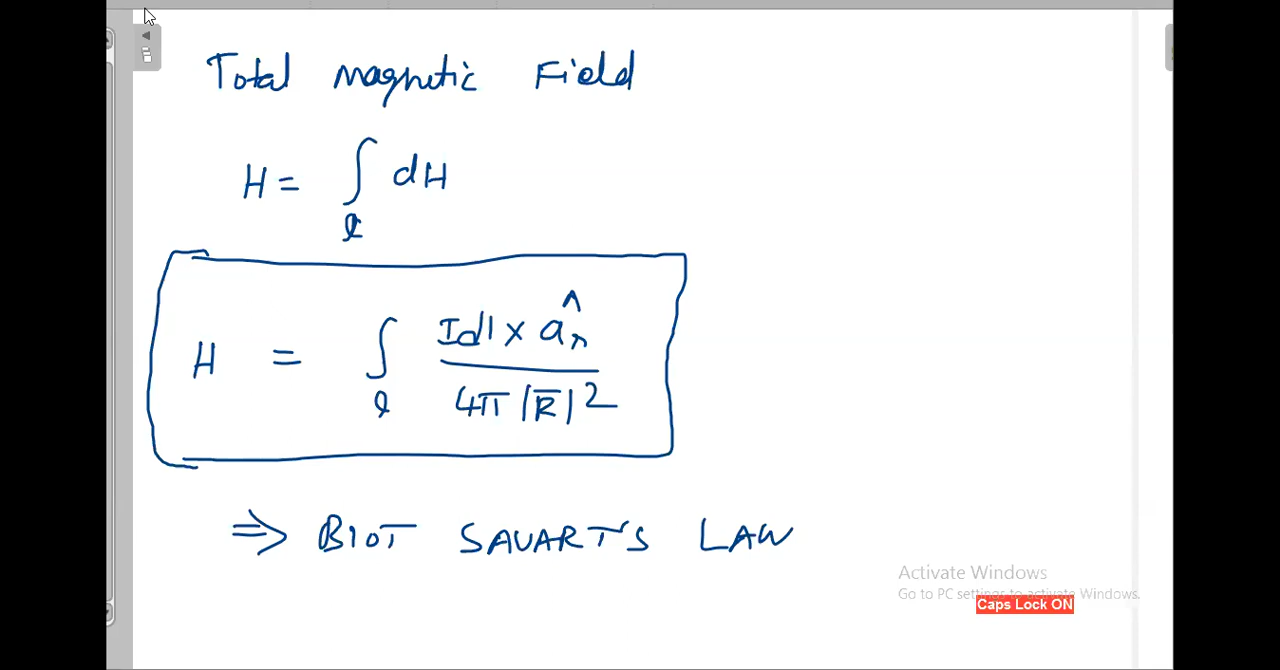 Total magnetic Field
H = ∫ₗ dH
H = ∫ₗ (Idl × âᵣ) / (4π |R̅|²)
⇒ BIOT SAVART'S LAW
Activate Windows
Go to PC settings to activate Windows.
Caps Lock ON